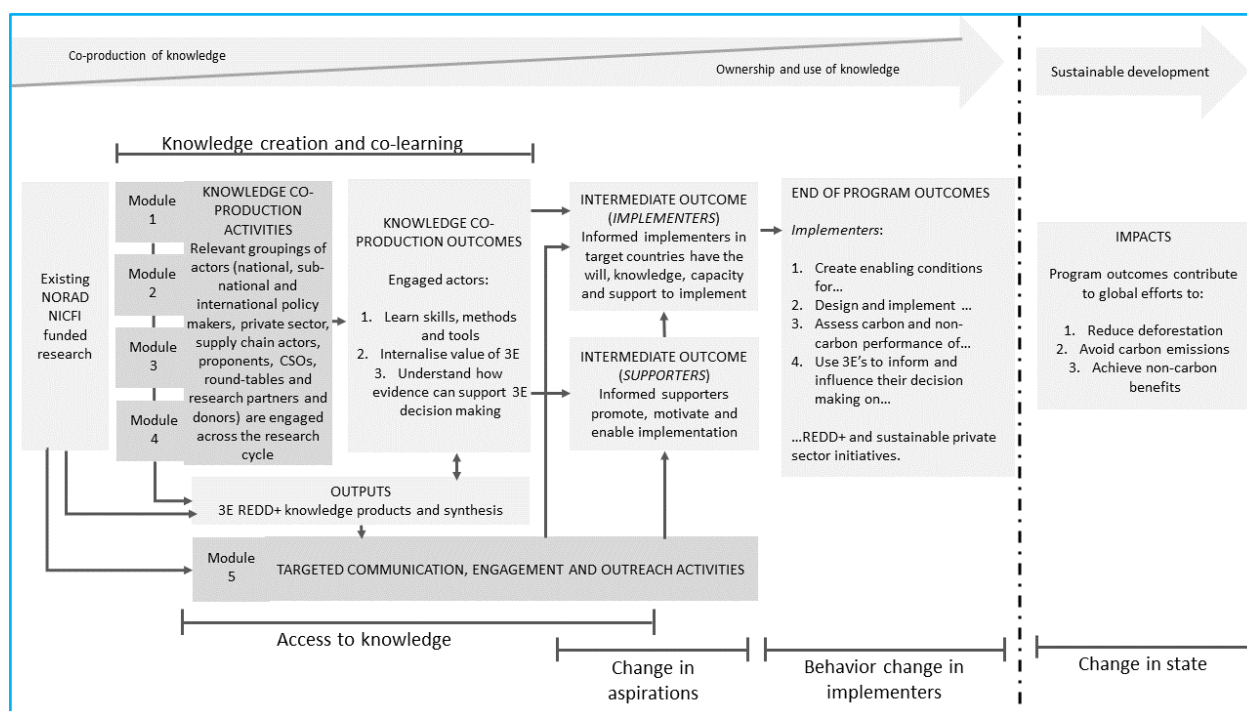 Co-production of knowledge
Ownership and use of knowledge
Sustainable development
Knowledge creation and co-learning
Existing
NORAD
NICFI
funded
research
Module
1
Module
2
Module
3
Module
4
KNOWLEDGE CO-
PRODUCTION
ACTIVITIES
Relevant groupings of
actors (national, sub-
national and
international policy
makers, private sector,
supply chain actors,
proponents, CSOs,
round-tables and
research partners and
donors) are engaged
across the research
cycle
KNOWLEDGE CO-
PRODUCTION OUTCOMES
Engaged actors:
1. Learn skills, methods
and tools
2. Internalise value of 3E
3. Understand how
evidence can support 3E
decision making
INTERMEDIATE OUTCOME
(IMPLEMENTERS)
Informed implementers in
target countries have the
will, knowledge, capacity
and support to implement
INTERMEDIATE OUTCOME
(SUPPORTERS)
Informed supporters
promote, motivate and
enable implementation
END OF PROGRAM OUTCOMES
Implementers:
1. Create enabling conditions
for...
2. Design and implement ...
3. Assess carbon and non-
carbon performance of...
4. Use 3E's to inform and
influence their decision
making on...
...REDD+ and sustainable private
sector initiatives.
IMPACTS
Program outcomes contribute
to global efforts to:
1. Reduce deforestation
2. Avoid carbon emissions
3. Achieve non-carbon
benefits
OUTPUTS
3E REDD+ knowledge products and synthesis
Module
5
TARGETED COMMUNICATION, ENGAGEMENT AND OUTREACH ACTIVITIES
Access to knowledge
Change in
aspirations
Behavior change in
implementers
Change in state